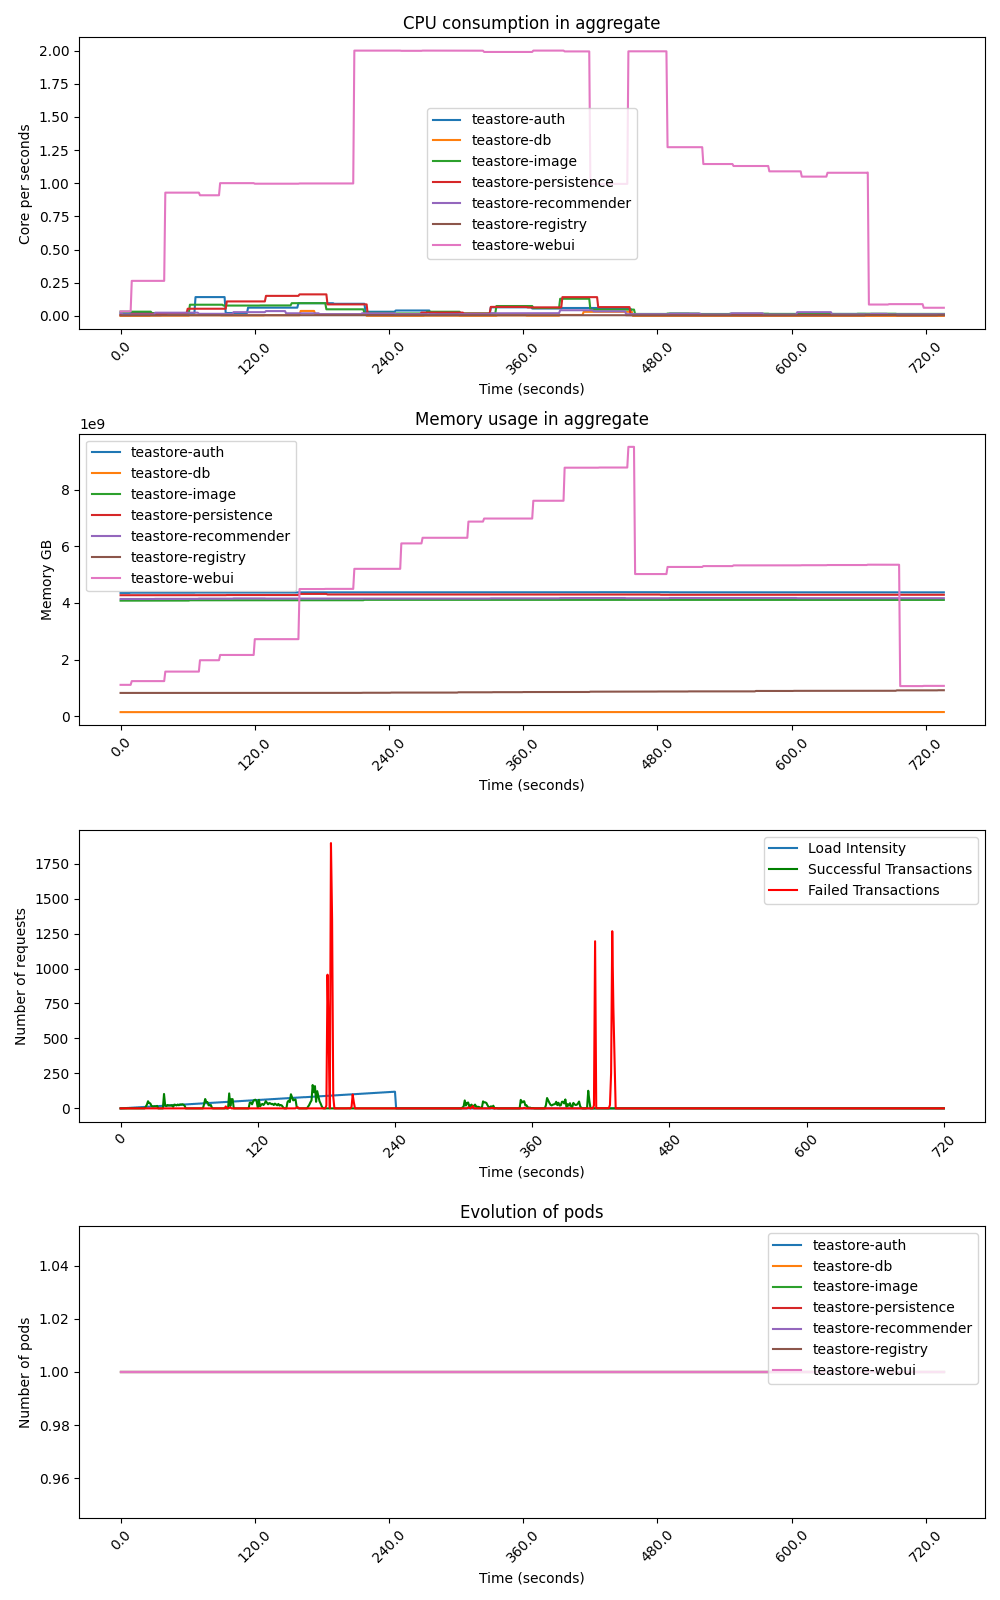 CPU consumption in aggregate
Core per seconds
2.00
1.75
1.50
1.25
1.00
0.75
0.50
0.25
0.00
teastore-auth
teastore-db
teastore-image
teastore-persistence
teastore-recommender
teastore-registry
teastore-webui
0.0
120.0
240.0
360.0
480.0
600.0
720.0
Time (seconds)
Memory usage in aggregate
1e9
Memory GB
8
6
4
2
0
teastore-auth
teastore-db
teastore-image
teastore-persistence
teastore-recommender
teastore-registry
teastore-webui
0.0
120.0
240.0
360.0
480.0
600.0
720.0
Time (seconds)
Number of requests
1750
1500
1250
1000
750
500
250
0
Load Intensity
Successful Transactions
Failed Transactions
0
120
240
360
480
600
720
Time (seconds)
Evolution of pods
Number of pods
1.04
1.02
1.00
0.98
0.96
teastore-auth
teastore-db
teastore-image
teastore-persistence
teastore-recommender
teastore-registry
teastore-webui
0.0
120.0
240.0
360.0
480.0
600.0
720.0
Time (seconds)